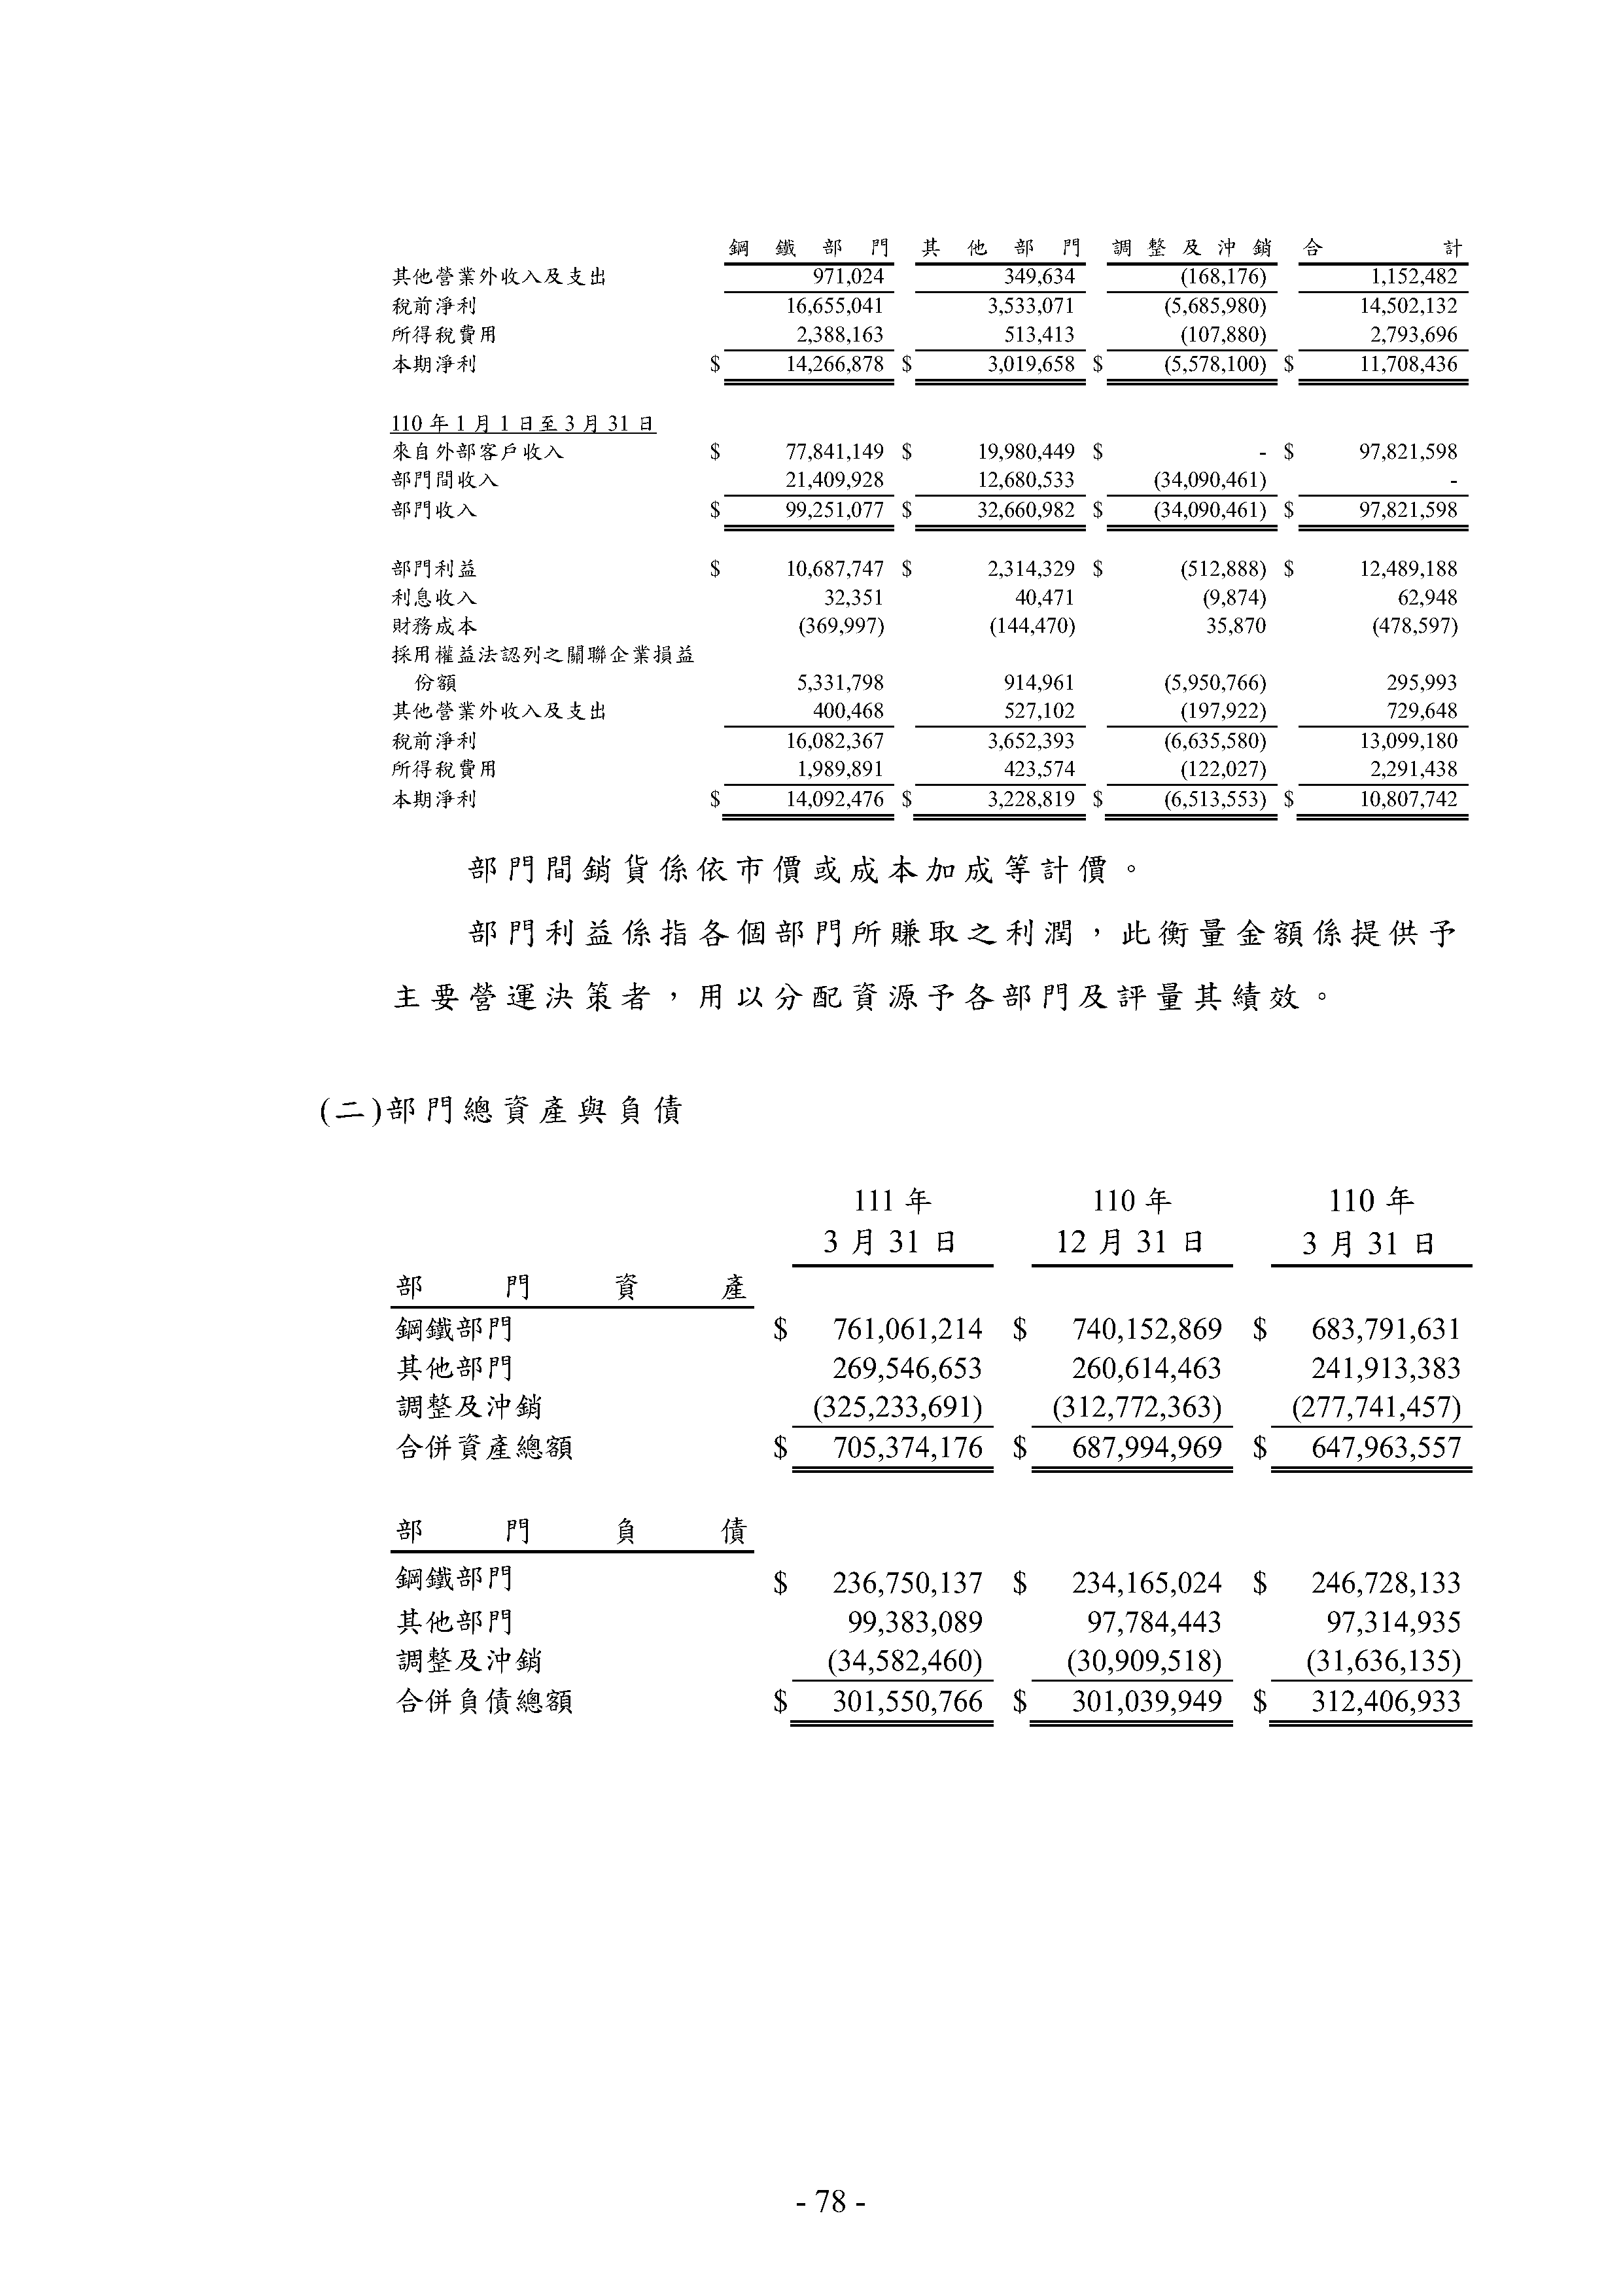 鋼鐵部門 其他部門 調整及沖銷 合計
其他營業外收入及支出 971,024 349,634 (168,176) 1,152,482
稅前淨利 16,655,041 3,533,071 (5,685,980) 14,502,132
所得稅費用 2,388,163 513,413 (107,880) 2,793,696
本期淨利 $ 14,266,878 $ 3,019,658 $ (5,578,100) $ 11,708,436
110 年 1 月 1 日至 3 月 31 日
來自外部客戶收入 $ 77,841,149 $ 19,980,449 $ - $ 97,821,598
部門間收入 21,409,928 12,680,533 (34,090,461) -
部門收入 $ 99,251,077 $ 32,660,982 $ (34,090,461) $ 97,821,598
部門利益 $ 10,687,747 $ 2,314,329 $ (512,888) $ 12,489,188
利息收入 32,351 40,471 (9,874) 62,948
財務成本 (369,997) (144,470) 35,870 (478,597)
採用權益法認列之關聯企業損益
份額 5,331,798 914,961 (5,950,766) 295,993
其他營業外收入及支出 400,468 527,102 (197,922) 729,648
稅前淨利 16,082,367 3,652,393 (6,635,580) 13,099,180
所得稅費用 1,989,891 423,574 (122,027) 2,291,438
本期淨利 $ 14,092,476 $ 3,228,819 $ (6,513,553) $ 10,807,742
部門間銷貨係依市價或成本加成等計價。
部門利益係指各個部門所賺取之利潤，此衡量金額係提供予
主要營運決策者，用以分配資源予各部門及評量其績效。
(二)部門總資產與負債
111 年 110 年 110 年
3 月 31 日 12 月 31 日 3 月 31 日
部門資產
鋼鐵部門 $ 761,061,214 $ 740,152,869 $ 683,791,631
其他部門 269,546,653 260,614,463 241,913,383
調整及沖銷 (325,233,691) (312,772,363) (277,741,457)
合併資產總額 $ 705,374,176 $ 687,994,969 $ 647,963,557
部門負債
鋼鐵部門 $ 236,750,137 $ 234,165,024 $ 246,728,133
其他部門 99,383,089 97,784,443 97,314,935
調整及沖銷 (34,582,460) (30,909,518) (31,636,135)
合併負債總額 $ 301,550,766 $ 301,039,949 $ 312,406,933
- 78 -